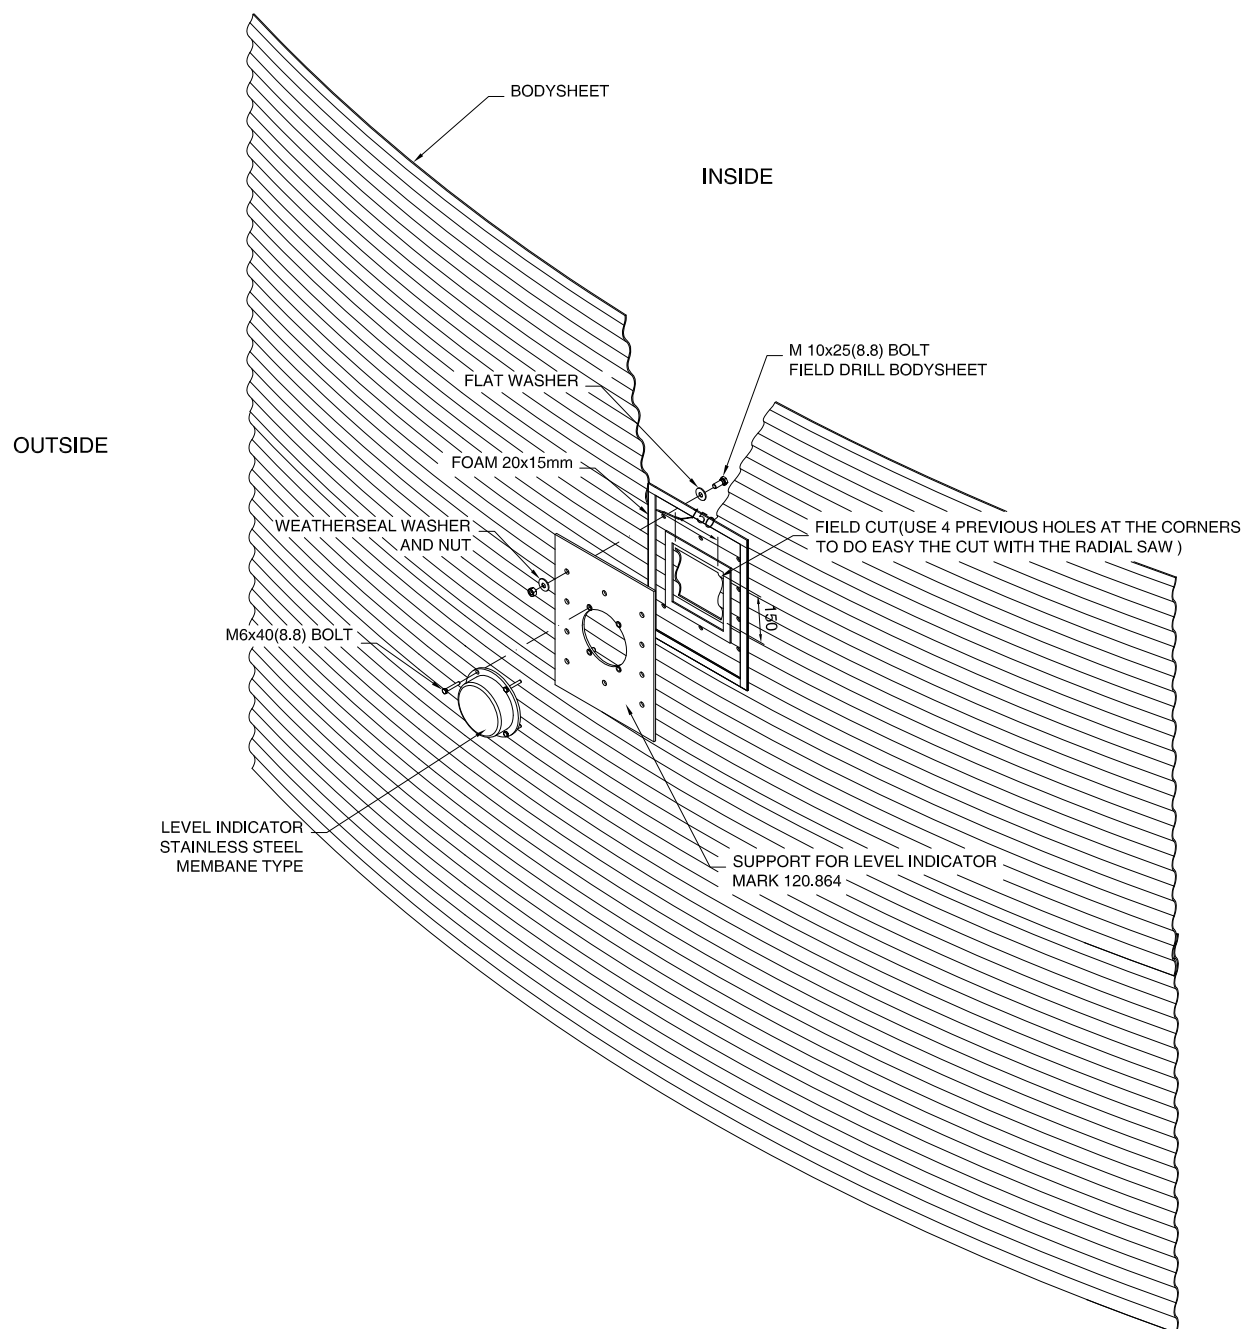 BODYSHEET
INSIDE
M 10x25(8.8) BOLT
FIELD DRILL BODYSHEET
FLAT WASHER
OUTSIDE
FOAM 20x15mm
150
WEATHERSEAL WASHER
AND NUT
FIELD CUT(USE 4 PREVIOUS HOLES AT THE CORNERS
TO DO EASY THE CUT WITH THE RADIAL SAW )
150
M6x40(8.8) BOLT
LEVEL INDICATOR
STAINLESS STEEL
MEMBANE TYPE
SUPPORT FOR LEVEL INDICATOR
MARK 120.864